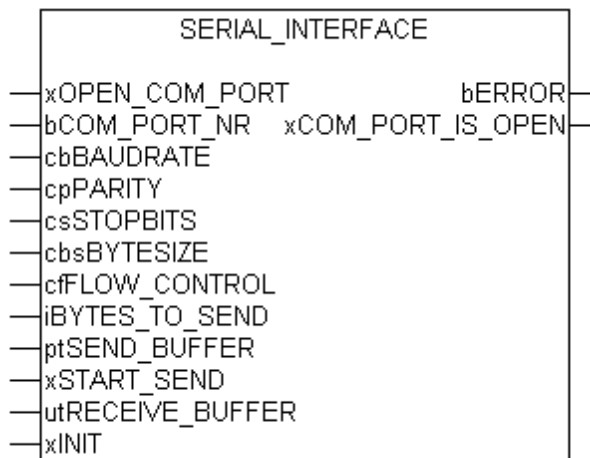 SERIAL_INTERFACE
xOPEN_COM_PORT bERROR
bCOM_PORT_NR xCOM_PORT_IS_OPEN
cbBAUDRATE
cpPARITY
csSTOPBITS
cbsBYTESIZE
cfFLOW_CONTROL
iBYTES_TO_SEND
ptSEND_BUFFER
xSTART_SEND
utRECEIVE_BUFFER
xINIT